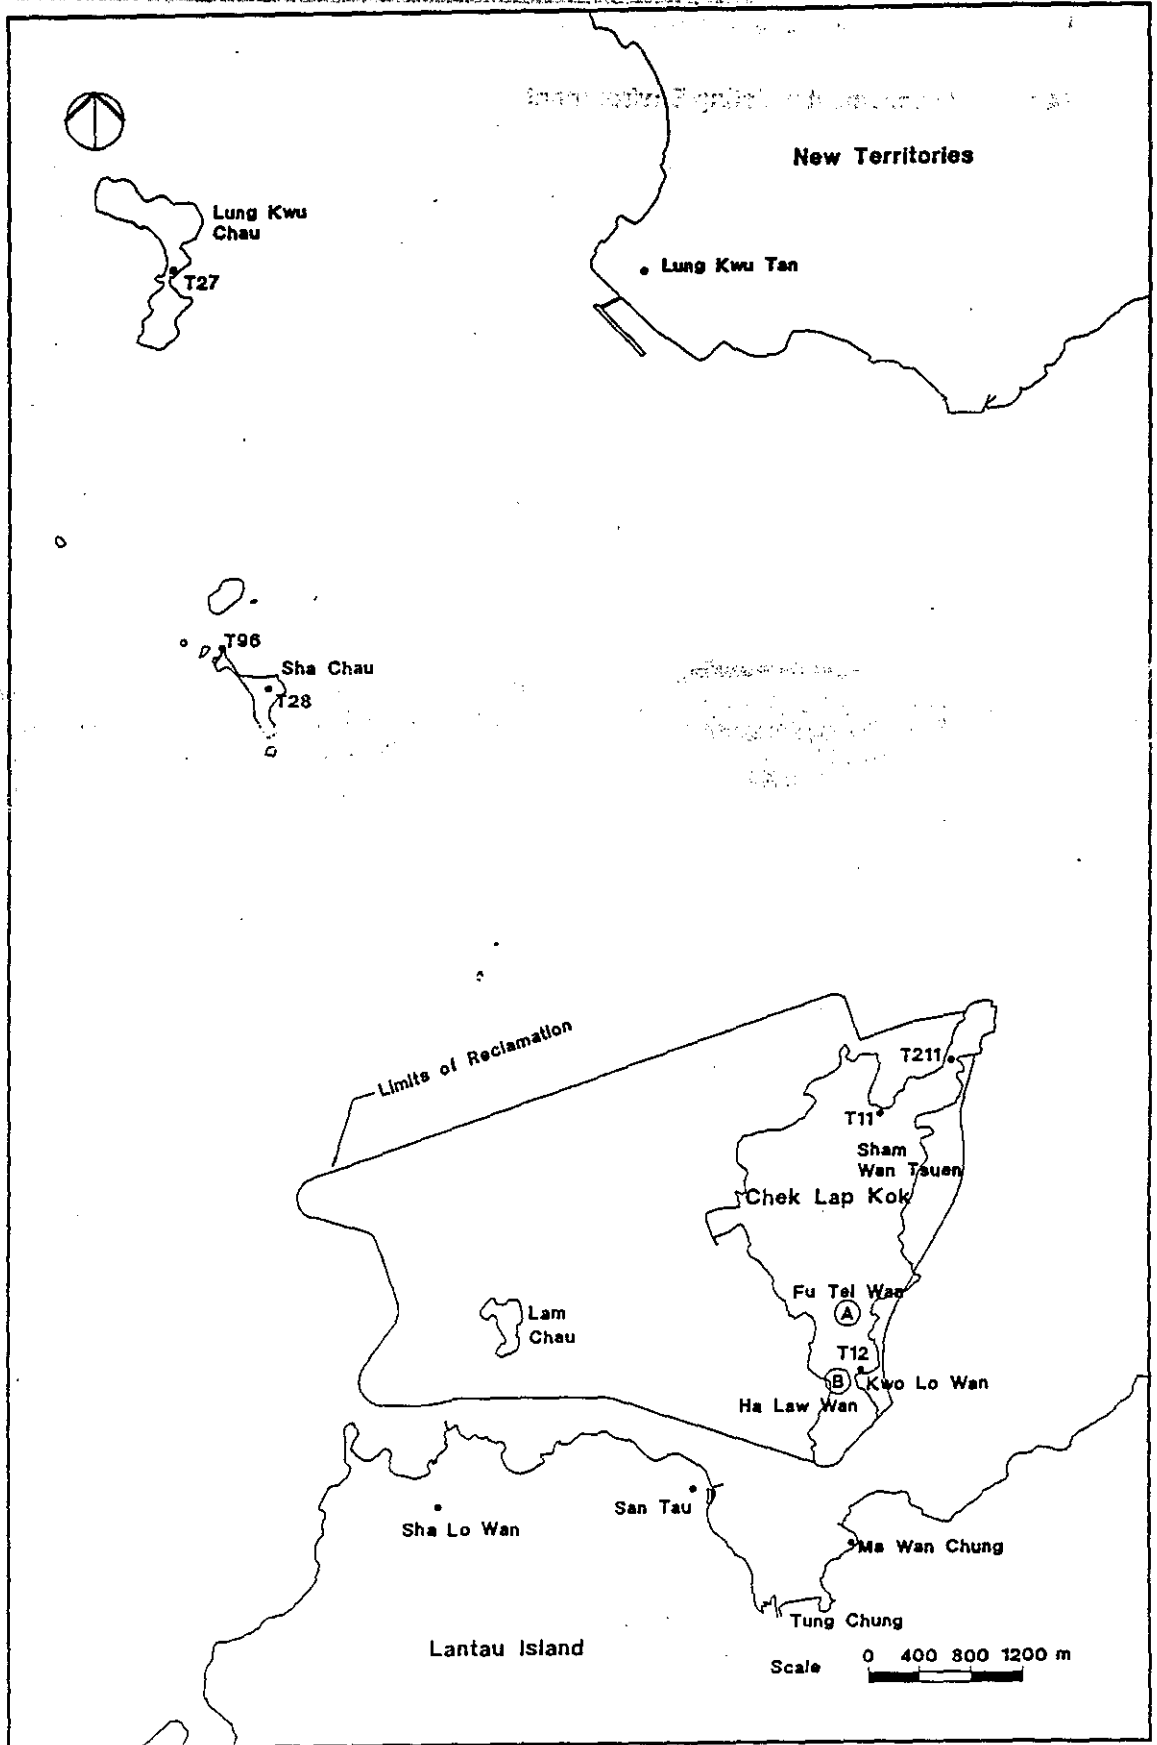 New Territories
Lung Kwu
Chau
T27
Lung Kwu Tan
T96
Sha Chau
T28
Limits of Reclamation
T211
T11
Sham
Wan Tsuen
Chek Lap Kok
Fu Tei Wan
A
Lam
Chau
T12
B
Kwo Lo Wan
Ha Law Wan
San Tau
Sha Lo Wan
Ma Wan Chung
Tung Chung
Lantau Island
Scale
0 400 800 1200 m